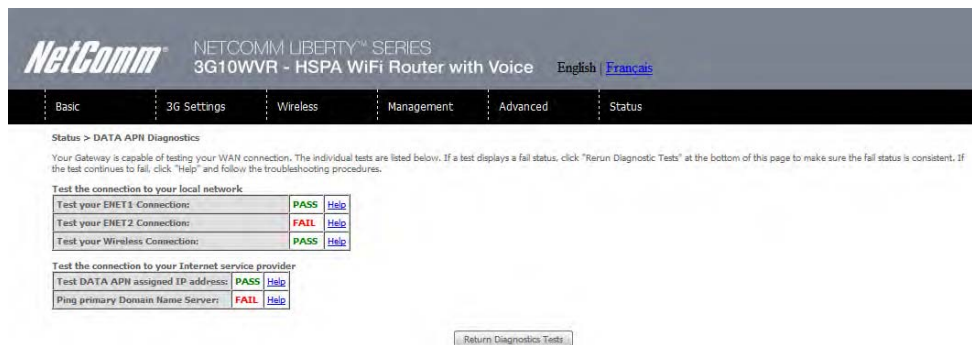 NetComm® NETCOMM LIBERTY™ SERIES
3G10WVR - HSPA WiFi Router with Voice English | Français
Basic 3G Settings Wireless Management Advanced Status
Status > DATA APN Diagnostics
Your Gateway is capable of testing your WAN connection. The individual tests are listed below. If a test displays a fail status, click "Rerun Diagnostic Tests" at the bottom of this page to make sure the fail status is consistent. If
the test continues to fail, click "Help" and follow the troubleshooting procedures.
Test the connection to your local network
Test your ENET1 Connection: PASS Help
Test your ENET2 Connection: FAIL Help
Test your Wireless Connection: PASS Help
Test the connection to your Internet service provider
Test DATA APN assigned IP address: PASS Help
Ping primary Domain Name Server: FAIL Help
Return Diagnostics Tests